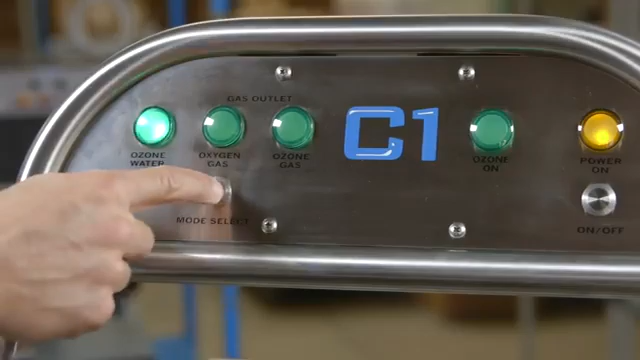 GAS OUTLET
OZONE
WATER
OXYGEN
GAS
OZONE
GAS
C1
OZONE
ON
POWER
ON
MODE SELECT
ON/OFF